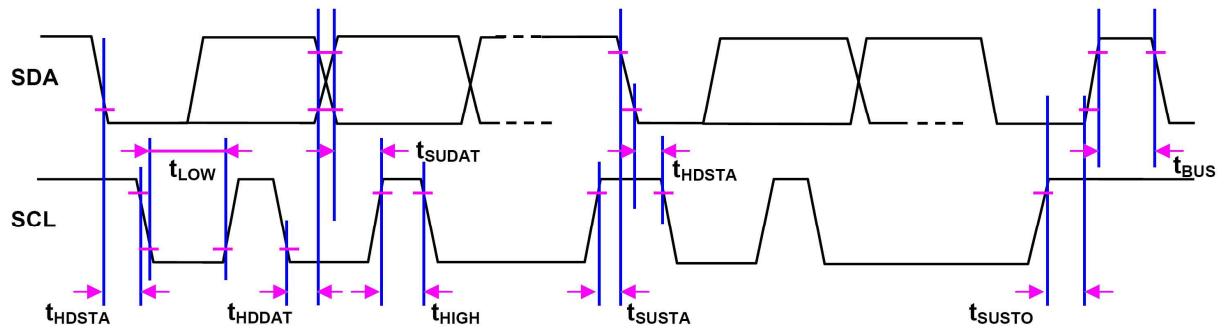 SDA
tLOW
tSUDAT
tHDSTA
tBUS
SCL
tHDSTA
tHDDAT
tHIGH
tSUSTA
tSUSTO